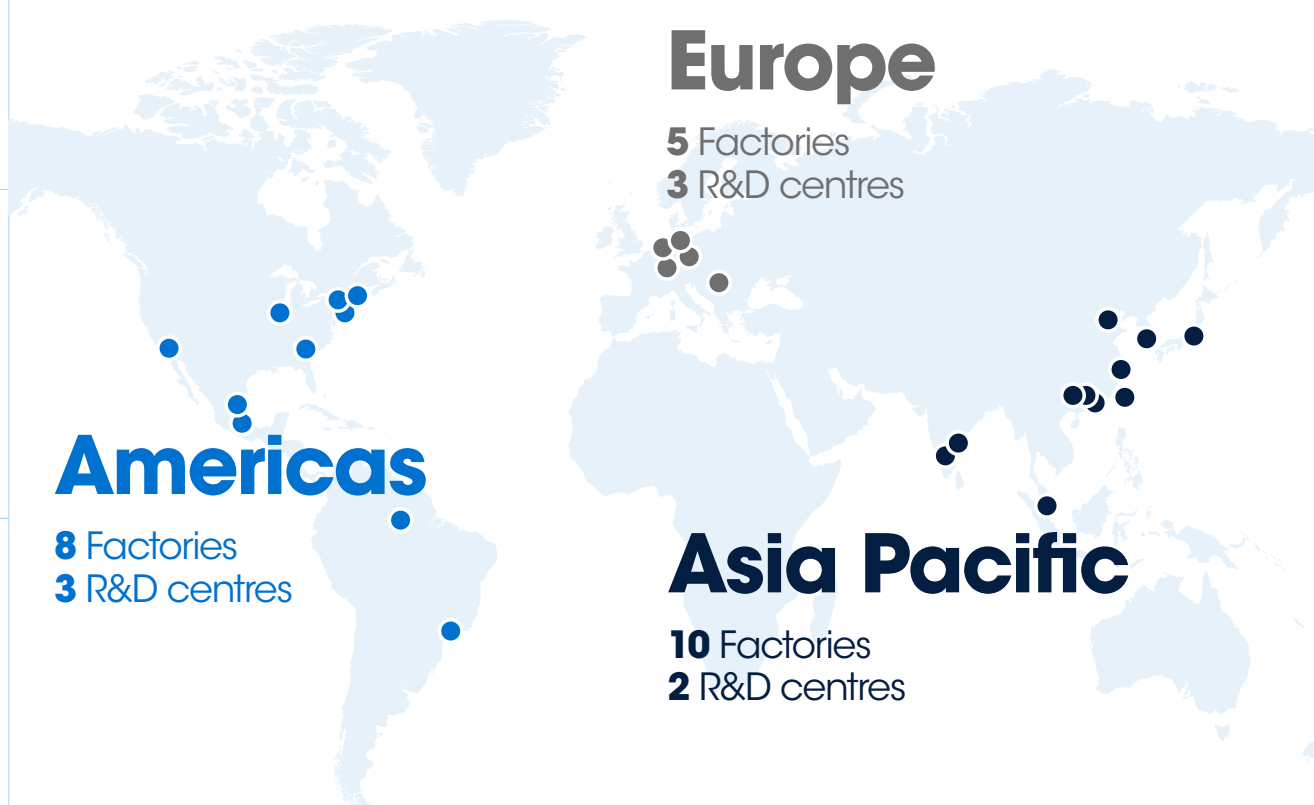 Europe
5 Factories
3 R&D centres
Americas
8 Factories
3 R&D centres
Asia Pacific
10 Factories
2 R&D centres